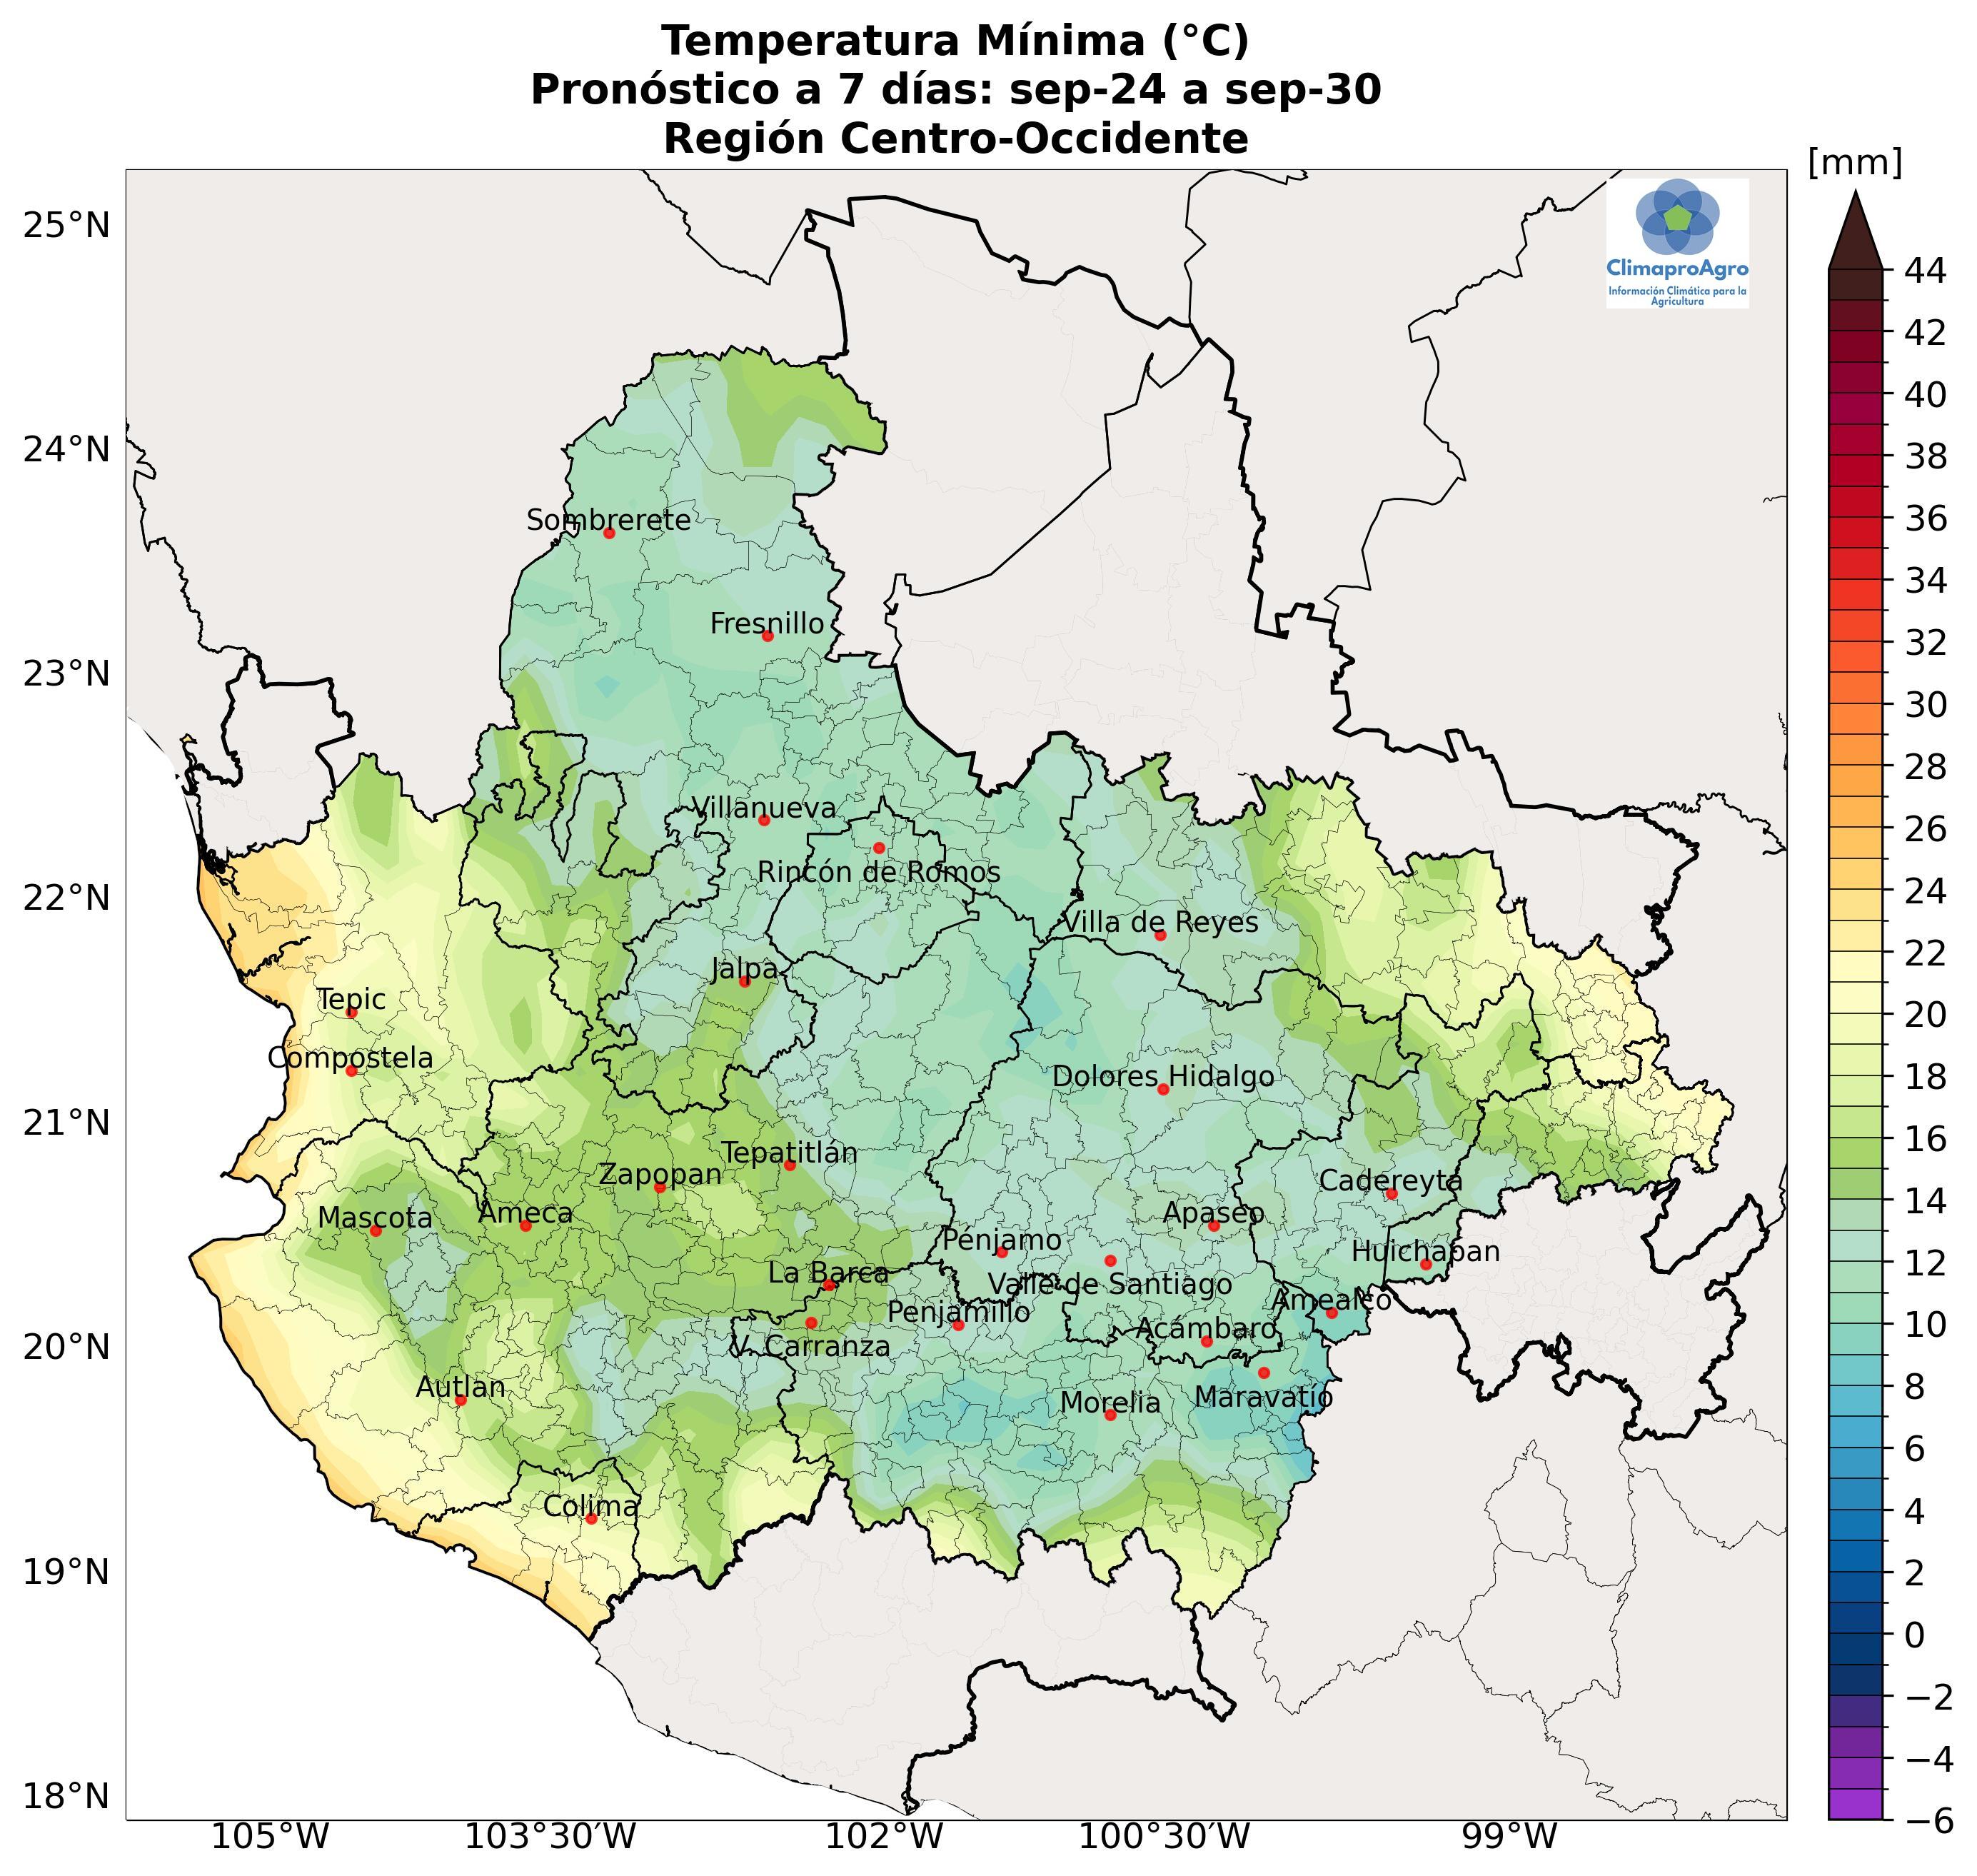 Temperatura Mínima (°C)
Pronóstico a 7 días: sep-24 a sep-30
Región Centro-Occidente
[mm]
ClimaproAgro
Información Climática para la
Agricultura
25°N
24°N
23°N
22°N
21°N
20°N
19°N
18°N
Sombrerete
Fresnillo
Villanueva
Rincón de Romos
Villa de Reyes
Jalpa
Tepic
Compostela
Dolores Hidalgo
Tepatitlán
Zapopan
Cadereyta
Mascota
Ameca
Apaseo
Pénjamo
Huichapan
La Barca
Valle de Santiago
Amealco
Penjamillo
Acámbaro
V. Carranza
Autlan
Morelia
Maravatío
Colima
105°W
103°30′W
102°W
100°30′W
99°W
44
42
40
38
36
34
32
30
28
26
24
22
20
18
16
14
12
10
8
6
4
2
0
−2
−4
−6